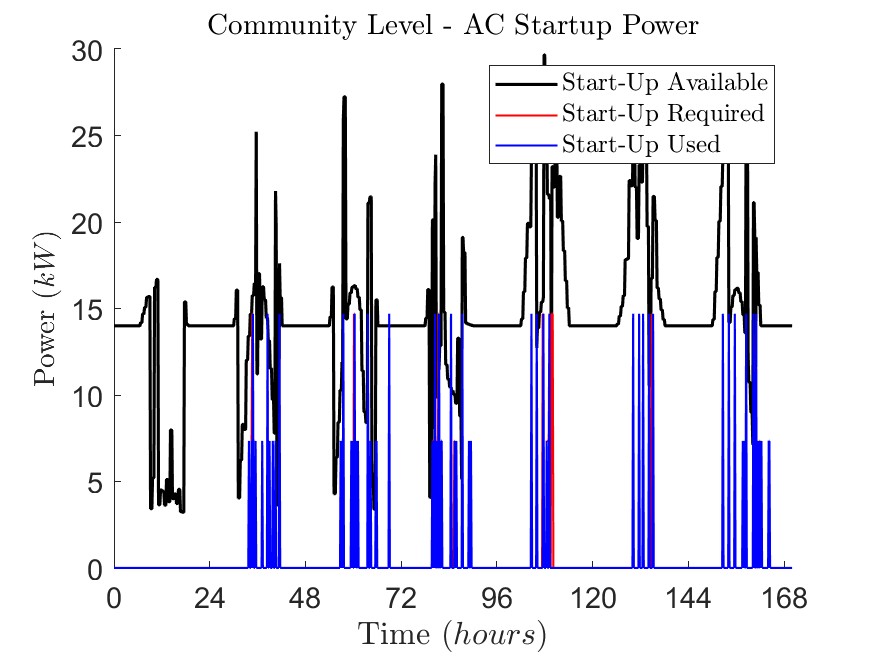 Community Level - AC Startup Power
30
25
20
15
10
5
0
Power (kW)
Start-Up Available
Start-Up Required
Start-Up Used
0 24 48 72 96 120 144 168
Time (hours)